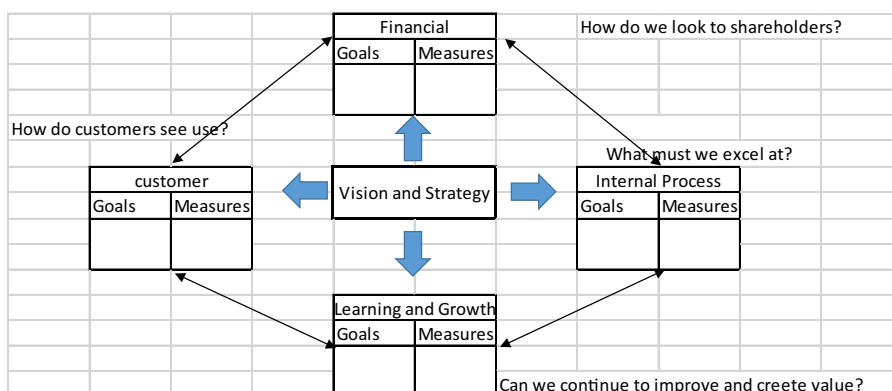 Financial
How do we look to shareholders?
Goals Measures
How do customers see use?
What must we excel at?
customer
Vision and Strategy
Internal Process
Goals Measures
Goals Measures
Learning and Growth
Goals Measures
Can we continue to improve and creete value?